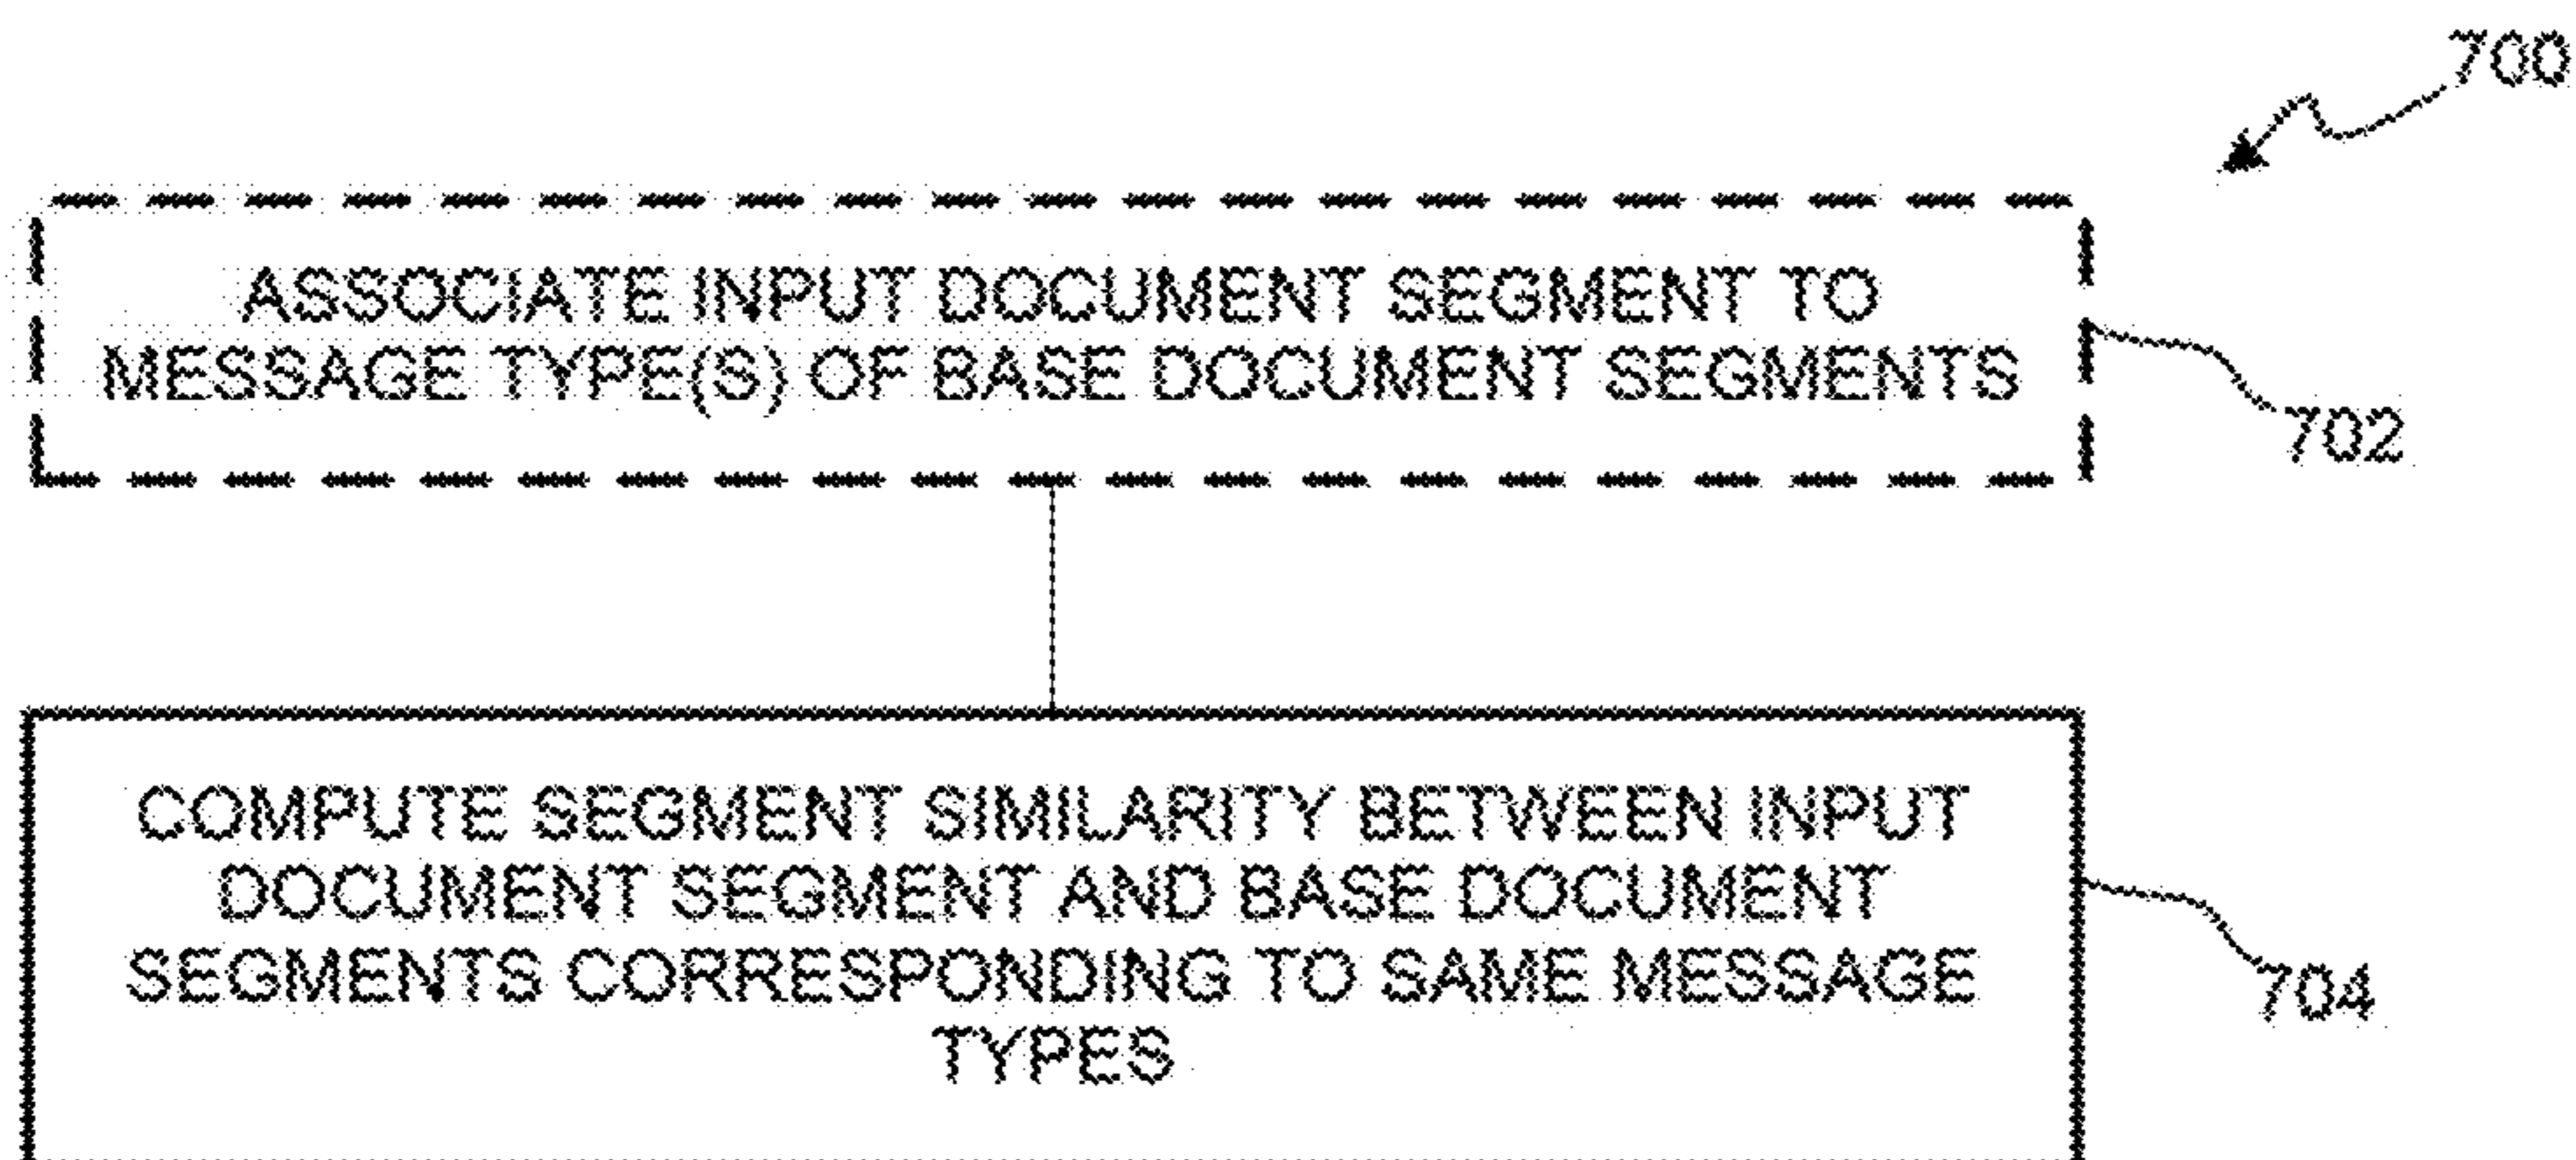 700
ASSOCIATE INPUT DOCUMENT SEGMENT TO
MESSAGE TYPE(S) OF BASE DOCUMENT SEGMENTS
702
COMPUTE SEGMENT SIMILARITY BETWEEN INPUT
DOCUMENT SEGMENT AND BASE DOCUMENT
SEGMENTS CORRESPONDING TO SAME MESSAGE
TYPES
704